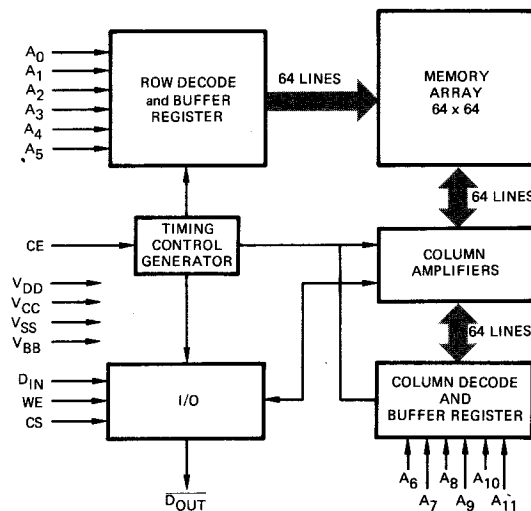 A0
A1
A2
A3
A4
A5
ROW DECODE
and BUFFER
REGISTER
64 LINES
MEMORY
ARRAY
64 x 64
64 LINES
CE
TIMING
CONTROL
GENERATOR
COLUMN
AMPLIFIERS
VDD
VCC
VSS
VBB
64 LINES
DIN
WE
CS
I/O
COLUMN DECODE
AND
BUFFER REGISTER
DOUT
A6
A7
A8
A9
A10
A11